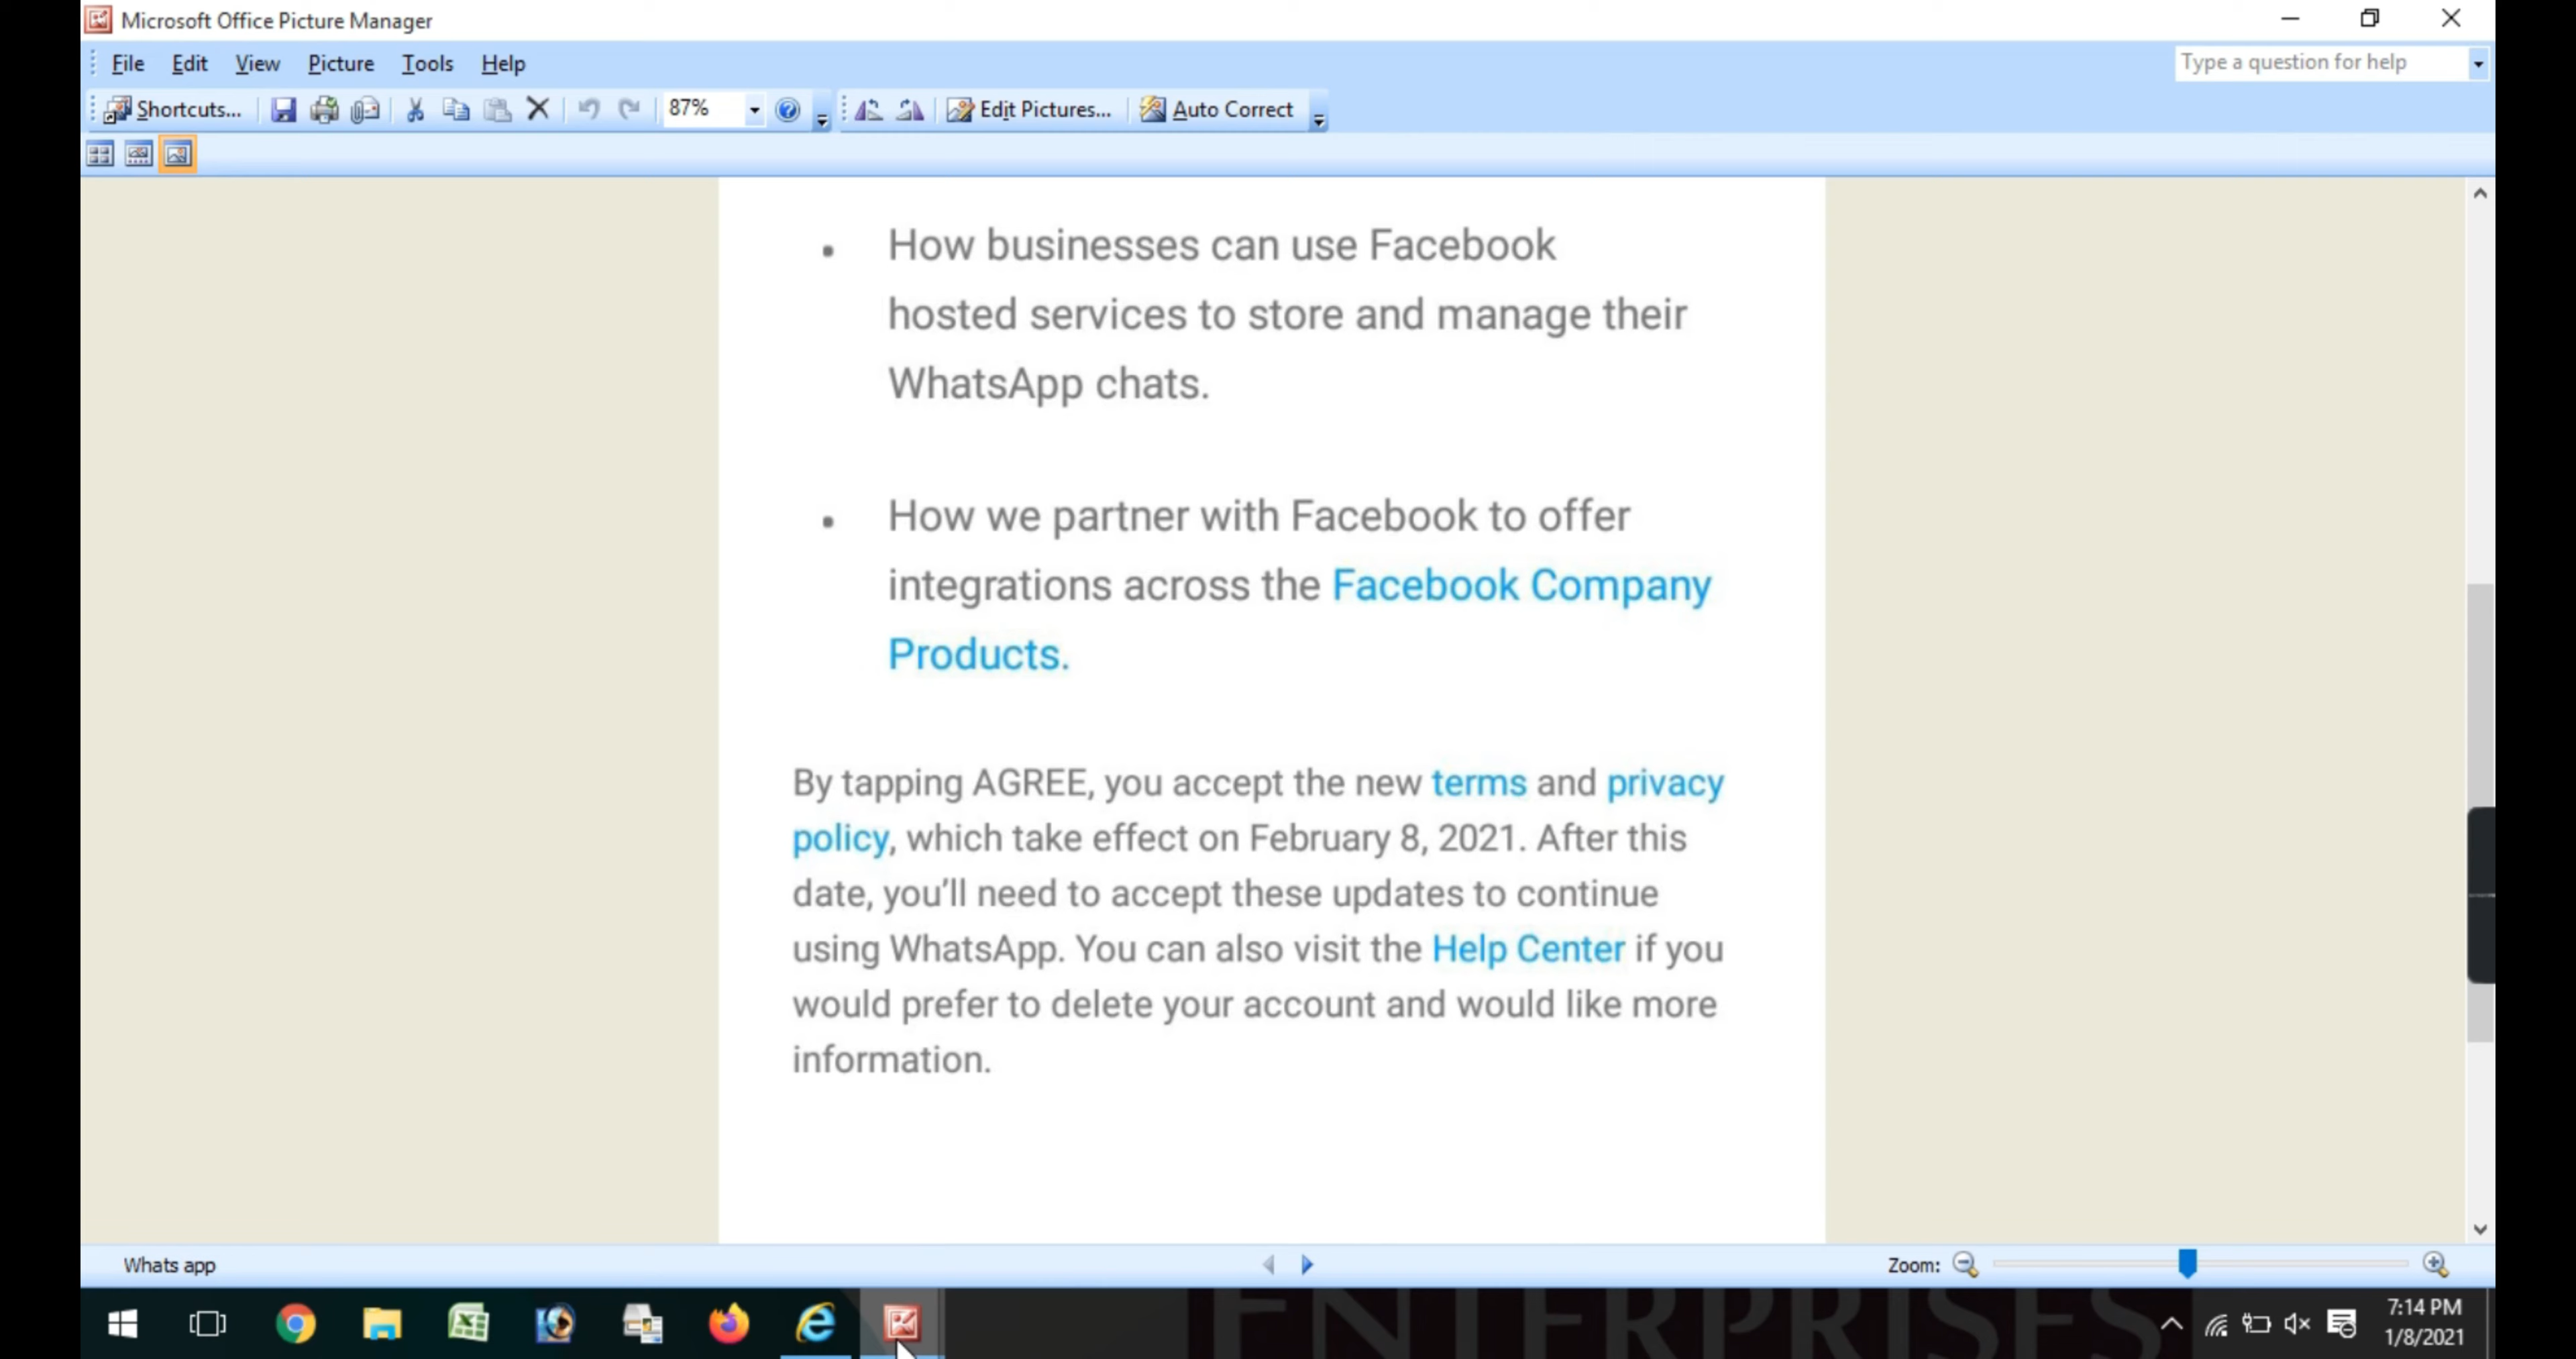 Microsoft Office Picture Manager
File Edit View Picture Tools Help
Type a question for help
Shortcuts... 87% Edit Pictures... Auto Correct
How businesses can use Facebook
hosted services to store and manage their
WhatsApp chats.
How we partner with Facebook to offer
integrations across the Facebook Company
Products.
By tapping AGREE, you accept the new terms and privacy
policy, which take effect on February 8, 2021. After this
date, you’ll need to accept these updates to continue
using WhatsApp. You can also visit the Help Center if you
would prefer to delete your account and would like more
information.
Whats app
Zoom:
ENTERPRISES
7:14 PM
1/8/2021